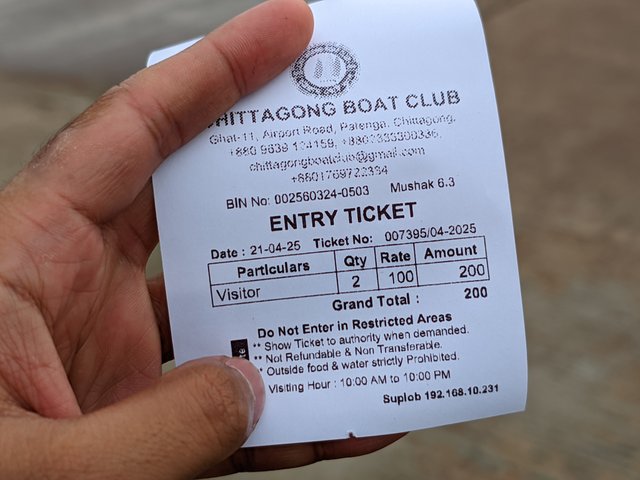 CHITTAGONG BOAT CLUB
Ghat-11, Airport Road, Patenga, Chittagong.
+880 9639
chittagongboatclub@gmail.com
+8801769722334
BIN No: 002560324-0503 Mushak 6.3
ENTRY TICKET
Date : 21-04-25 Ticket No: 007395/04-2025
Particlurs Qty Rate Amount
Visitor 2 100 200
Grand Total : 200
Do Not Enter in Restricted Areas
** Show Ticket to authority when demanded.
** Not Refundable & Non Transferable.
* Outside food & water strictly Prohibited.
Visiting Hour : 10:00 AM to 10:00 PM
Suplob 192.168.10.231